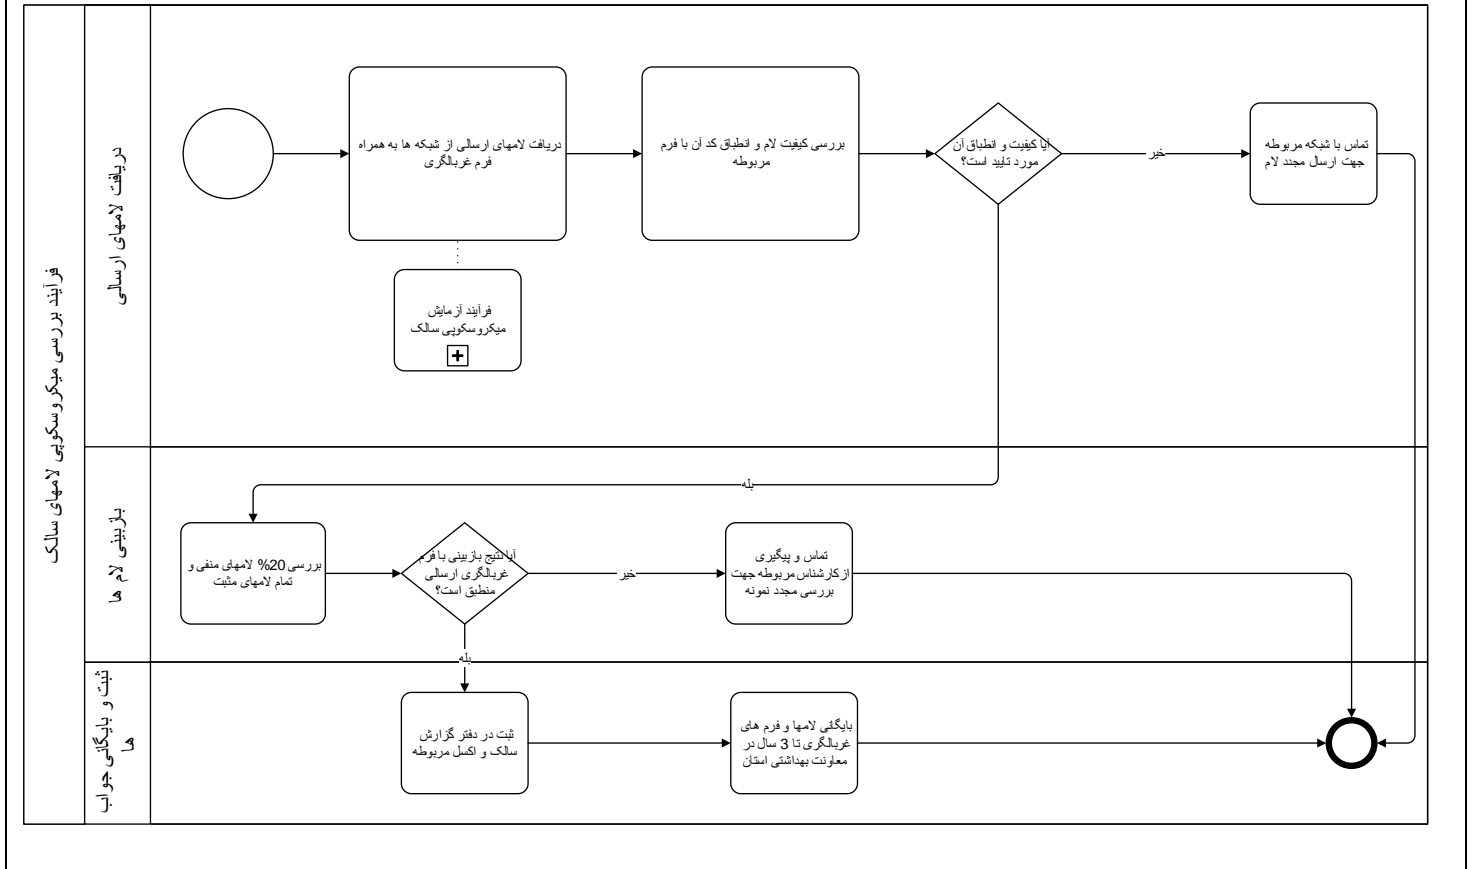 فرآیند بررسی میکروسکوپی لامهای سالک
دریافت لامهای ارسالی
دریافت لامهای ارسالی از شبکه ها به همراه
فرم غربالگری
بررسی کیفیت لام و انطباق کد آن با فرم
مربوطه
آیا کیفیت و انطباق آن
مورد تایید است؟
خیر
تماس با شبکه مربوطه
جهت ارسال مجدد لام
فرآیند آزمایش
میکروسکوپی سالک
بازبینی لام ها
بله
بررسی 20% لامهای منفی و
تمام لامهای مثبت
آیا نتیج بازبینی با فرم
غربالگری ارسالی
منطبق است؟
خیر
تماس و پیگیری
از کارشناس مربوطه جهت
بررسی مجدد نمونه
بله
ثبت و بایگانی جواب
ها
ثبت در دفتر گزارش
سالک و اکسل مربوطه
بایگانی لامها و فرم های
غربالگری تا 3 سال در
معاونت بهداشتی استان